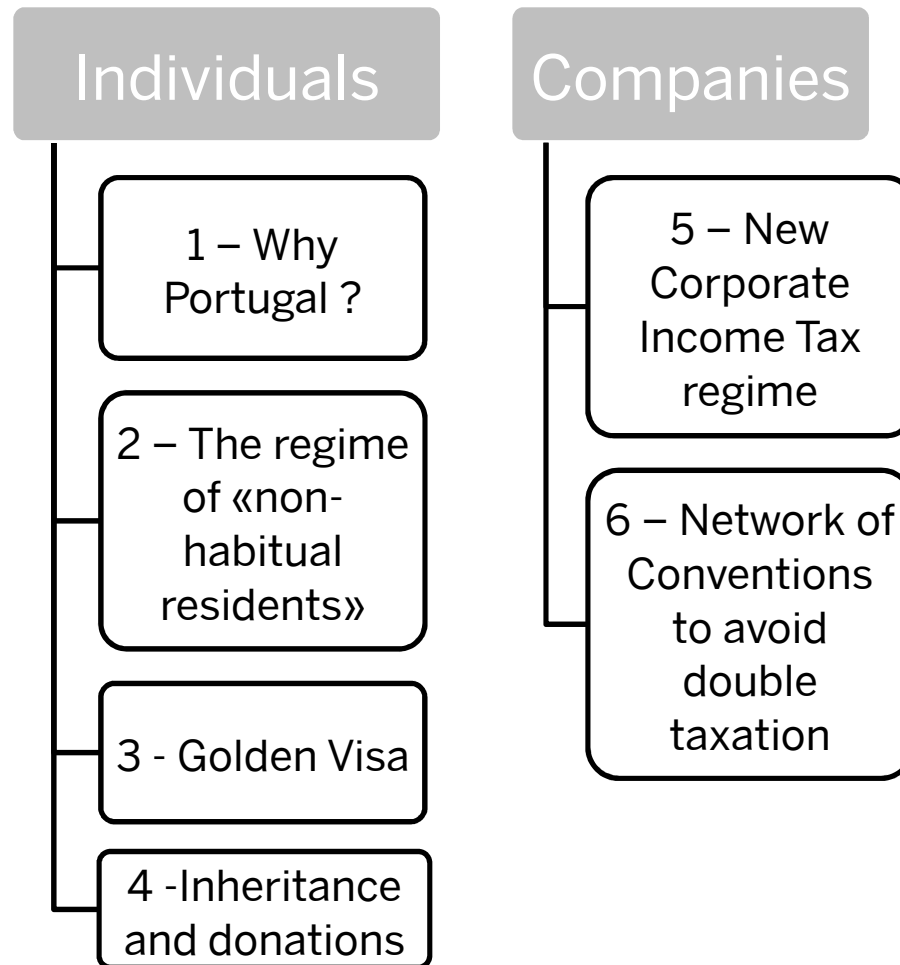 Individuals
1 – Why
Portugal ?
2 – The regime
of «non-
habitual
residents»
3 - Golden Visa
4 -Inheritance
and donations
Companies
5 – New
Corporate
Income Tax
regime
6 – Network of
Conventions
to avoid
double
taxation